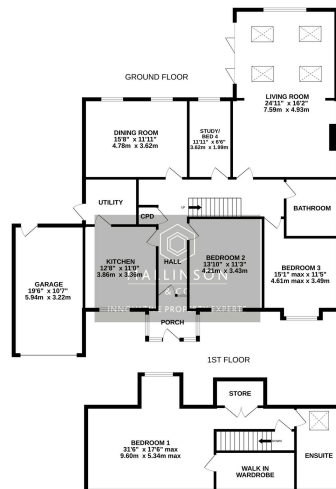 GROUND FLOOR
LIVING ROOM
24'11" x 16'2"
7.59m x 4.93m
DINING ROOM
15'8" x 11'11"
4.78m x 3.62m
STUDY/
BED 4
11'11" x 6'6"
3.62m x 1.99m
UTILITY
CPD
UP
BATHROOM
KITCHEN
12'8" x 11'0"
3.86m x 3.36m
HALL
BEDROOM 2
13'10" x 11'3"
4.21m x 3.43m
GARAGE
19'6" x 10'7"
5.94m x 3.22m
BEDROOM 3
15'1" max x 11'5"
4.61m max x 3.49m
& CO
PORCH
1ST FLOOR
STORE
BEDROOM 1
31'6" x 17'6" max
9.60m x 5.34m max
DOWN
WALK IN
WARDROBE
ENSUITE